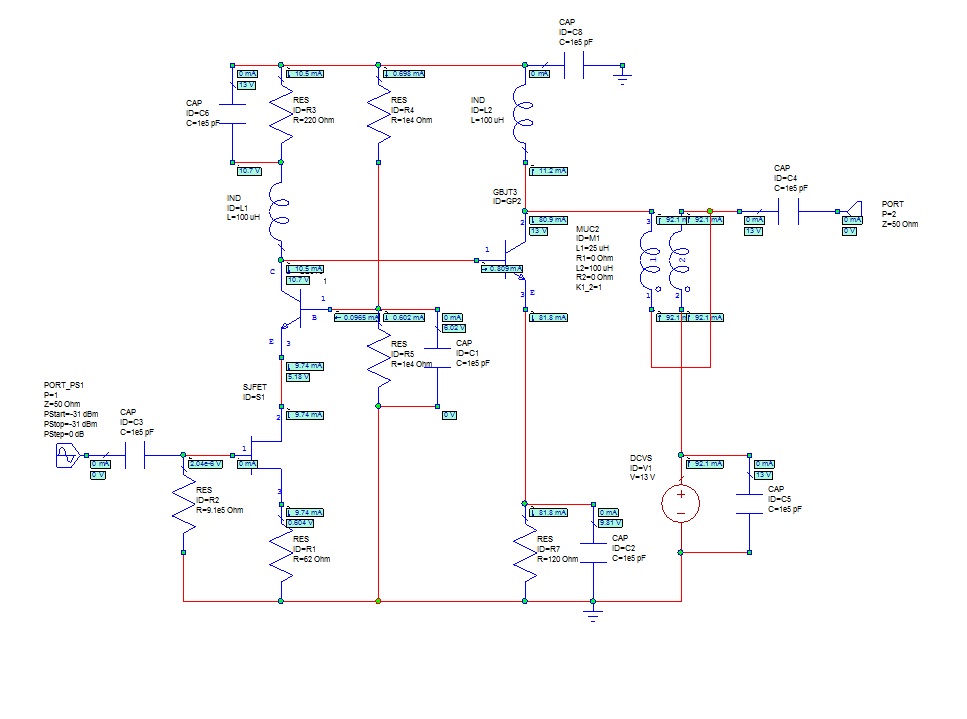 CAP
ID=C8
C=1e5 pF
0 mA
13 V
10.5 mA
0.698 mA
0 mA
CAP
ID=C6
C=1e5 pF
RES
ID=R3
R=220 Ohm
RES
ID=R4
R=1e4 Ohm
IND
ID=L2
L=100 uH
10.7 V
11.2 mA
CAP
ID=C4
C=1e5 pF
IND
ID=L1
L=100 uH
GBJT3
ID=GP2
2
80.9 mA
13 V
MUC2
ID=M1
L1=25 uH
R1=0 Ohm
L2=100 uH
R2=0 Ohm
K1_2=1
3
92.1 mA
0 mA
13 V
0 mA
0 V
PORT
P=2
Z=50 Ohm
1
0.809 mA
3
E
1
2
1
2
C
10.5 mA
10.7 V
1
1
B
E
3
0.0965 mA
0.602 mA
0 mA
6.02 V
81.8 mA
92.1 mA
RES
ID=R5
R=1e4 Ohm
CAP
ID=C1
C=1e5 pF
9.74 mA
5.18 V
SJFET
ID=S1
2
9.74 mA
0 V
PORT_PS1
P=1
Z=50 Ohm
PStart=-31 dBm
PStop=-31 dBm
PStep=0 dB
CAP
ID=C3
C=1e5 pF
0 mA
0 V
2.04e-6 V
1
0 mA
3
RES
ID=R2
R=9.1e5 Ohm
9.74 mA
0.604 V
RES
ID=R1
R=62 Ohm
81.8 mA
0 mA
9.81 V
RES
ID=R7
R=120 Ohm
CAP
ID=C2
C=1e5 pF
DCVS
ID=V1
V=13 V
92.1 mA
0 mA
13 V
CAP
ID=C5
C=1e5 pF